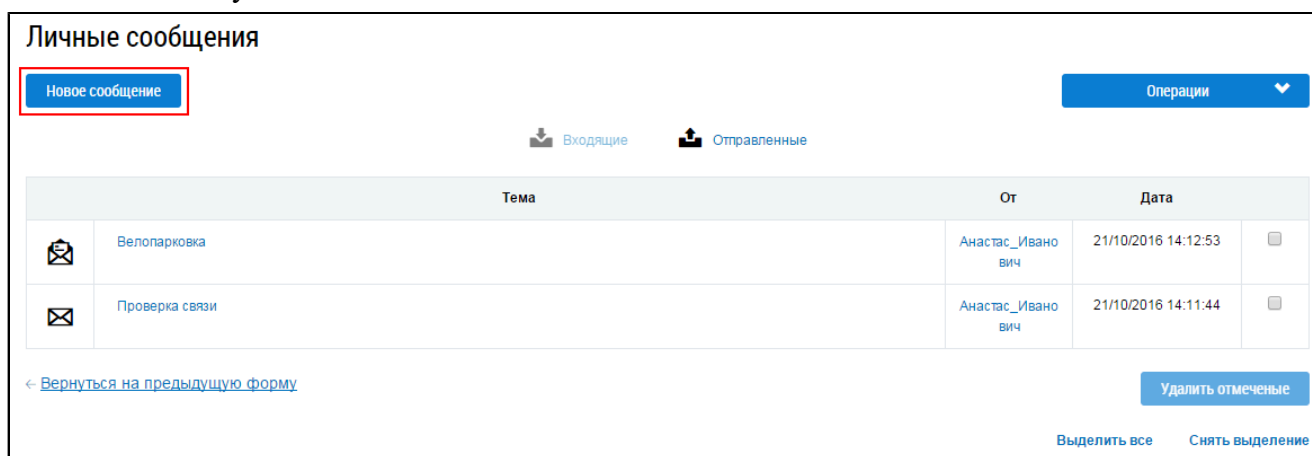 Личные сообщения
Новое сообщение
Операции
Входящие
Отправленные
Тема
От
Дата
Велопарковка
Анастас_Ивано
вич
21/10/2016 14:12:53
Проверка связи
Анастас_Ивано
вич
21/10/2016 14:11:44
← Вернуться на предыдущую форму
Удалить отмеченые
Выделить все
Снять выделение